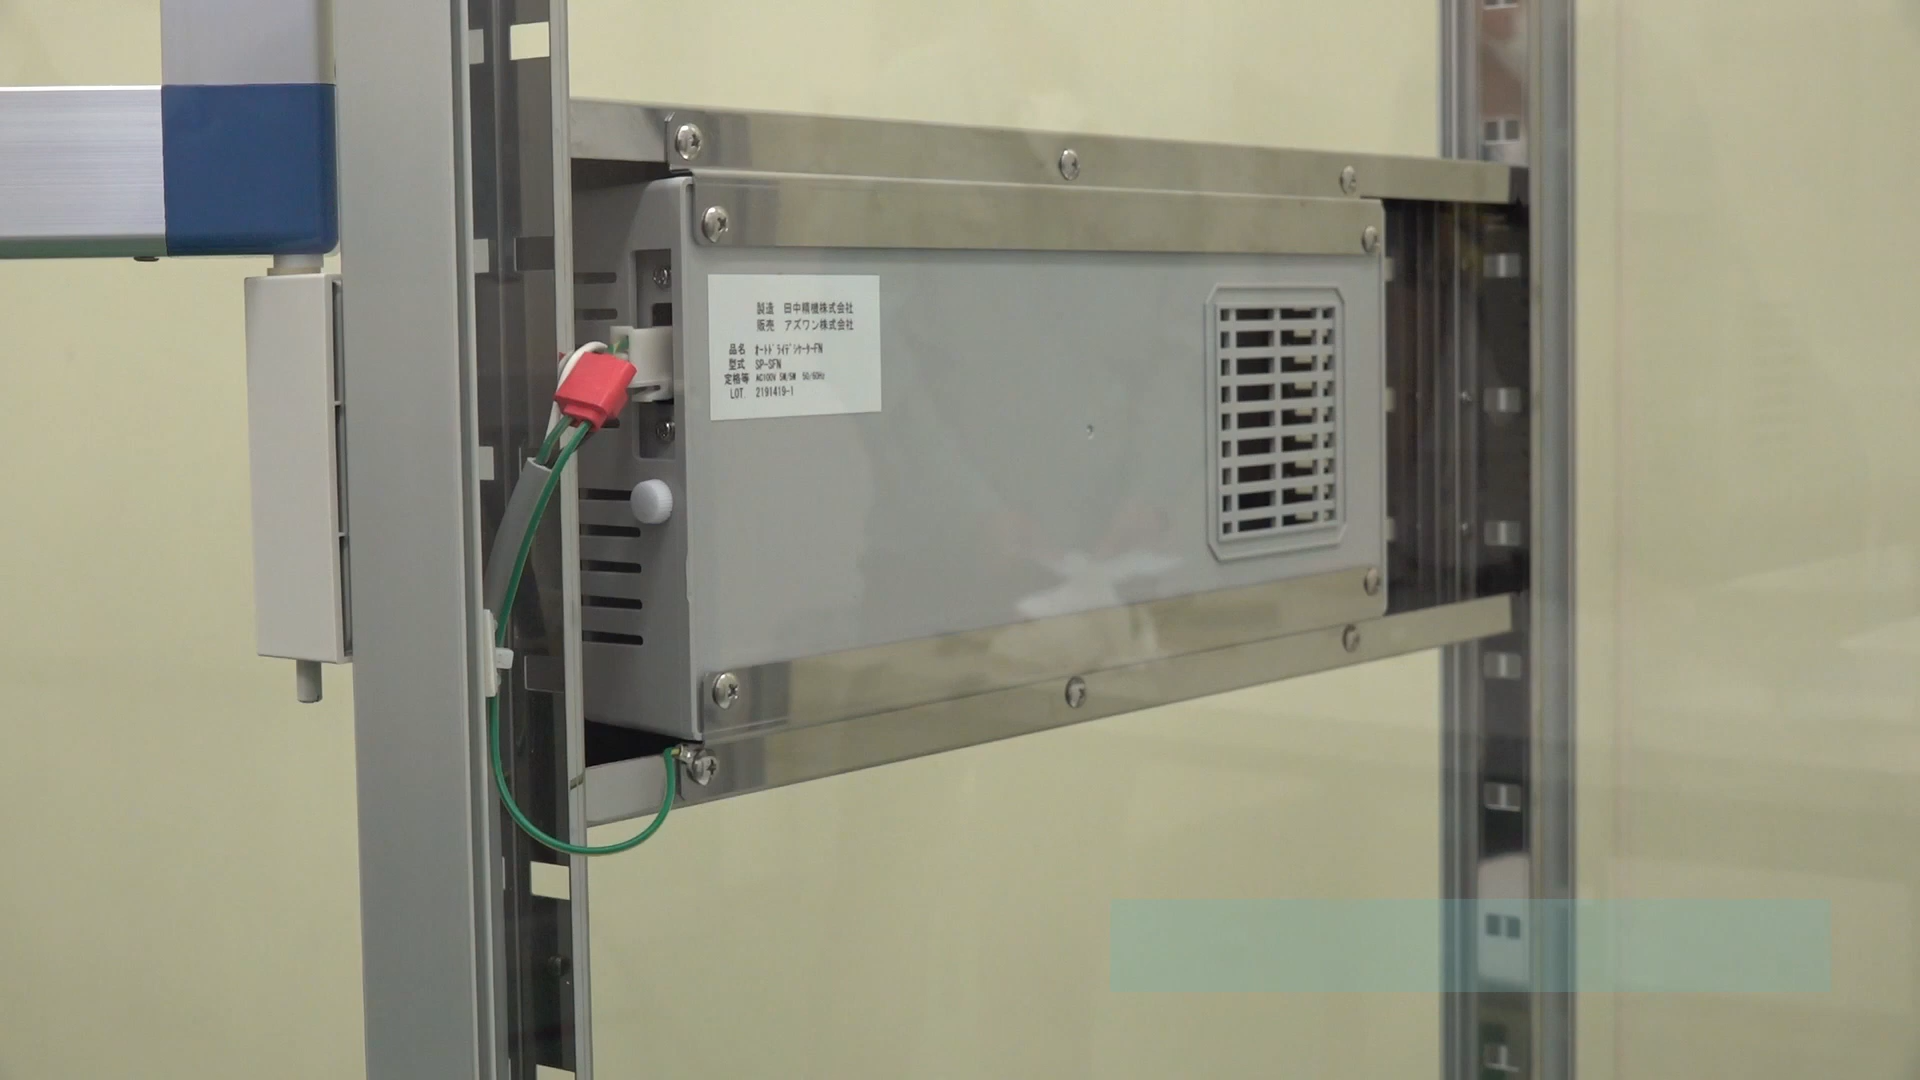 製造 田中精機株式会社
販売 アズワン株式会社
品名 オートドライデシケーターFN
型式 SP-SFN
定格等 AC100V 5W/5W 50/60Hz
LOT. 2191419-1